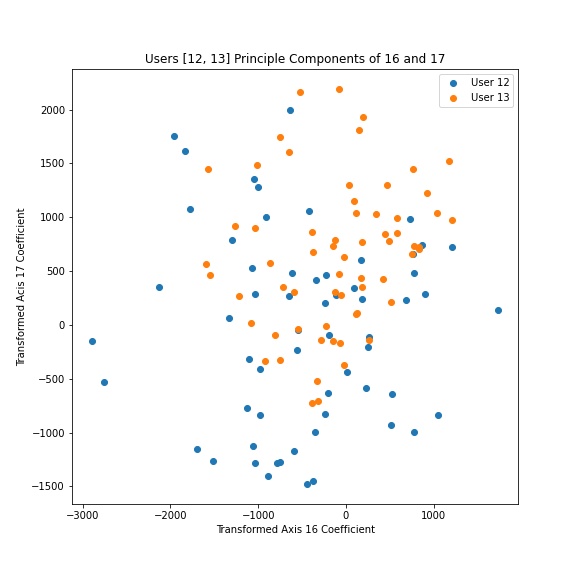 Users [12, 13] Principle Components of 16 and 17
User 12
User 13
2000
1500
1000
500
0
−500
−1000
−1500
Transformed Acis 17 Coefficient
−3000 −2000 −1000 0 1000
Transformed Axis 16 Coefficient